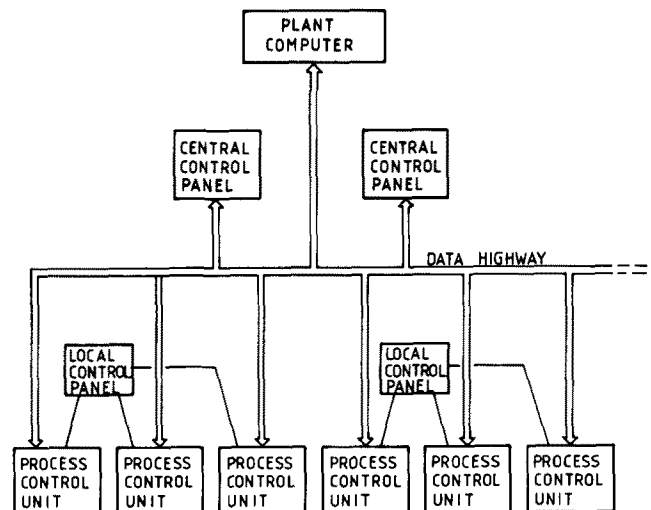 PLANT
COMPUTER
CENTRAL
CONTROL
PANEL
CENTRAL
CONTROL
PANEL
DATA HIGHWAY
LOCAL
CONTROL
PANEL
LOCAL
CONTROL
PANEL
PROCESS
CONTROL
UNIT
PROCESS
CONTROL
UNIT
PROCESS
CONTROL
UNIT
PROCESS
CONTROL
UNIT
PROCESS
CONTROL
UNIT
PROCESS
CONTROL
UNIT